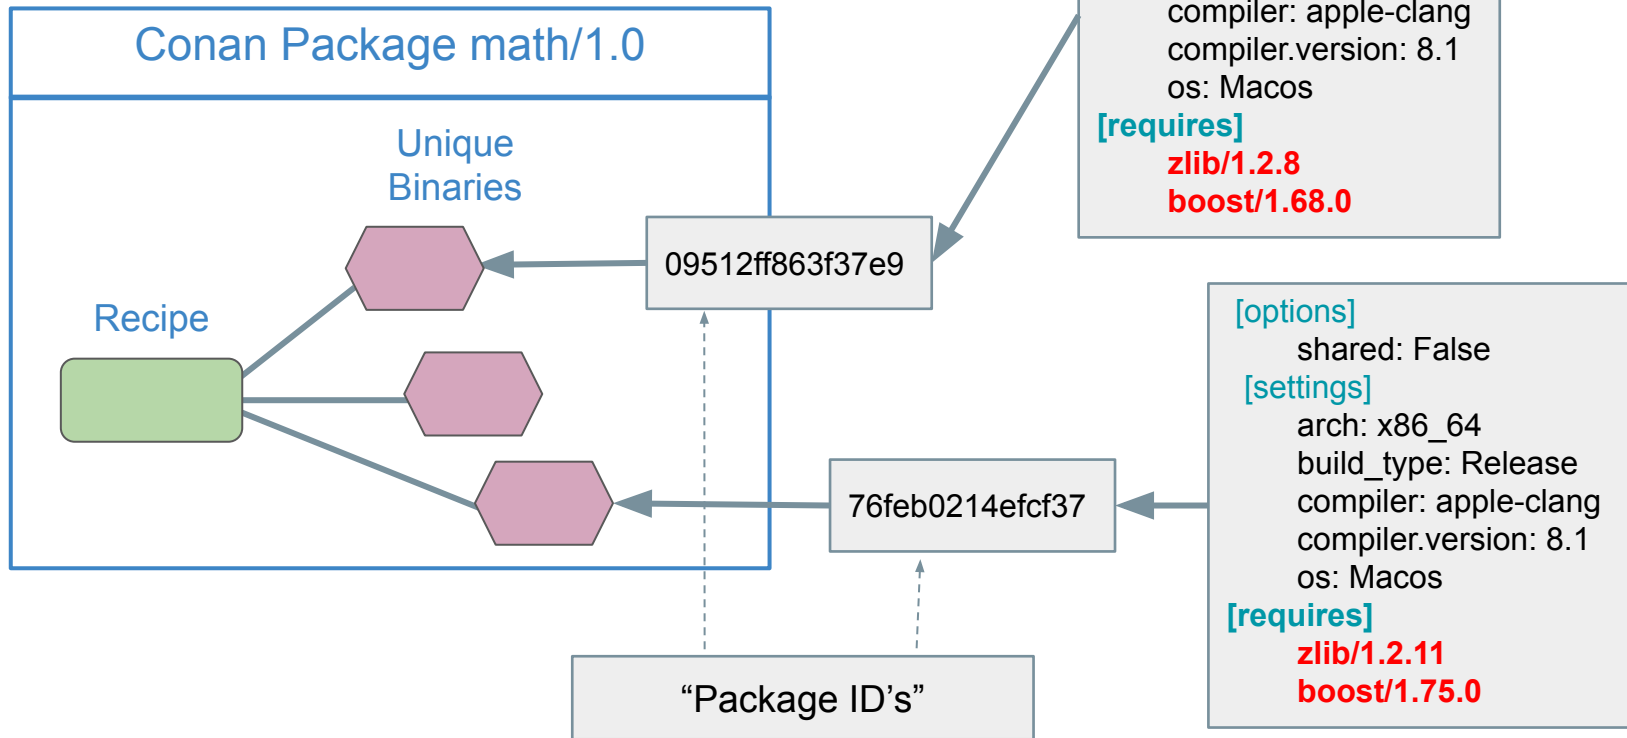 Conan Package math/1.0
Unique
Binaries
Recipe
09512ff863f37e9
76feb0214efcf37
“Package ID’s”
compiler: apple-clang
compiler.version: 8.1
os: Macos
[requires]
zlib/1.2.8
boost/1.68.0
[options]
shared: False
[settings]
arch: x86_64
build_type: Release
compiler: apple-clang
compiler.version: 8.1
os: Macos
[requires]
zlib/1.2.11
boost/1.75.0